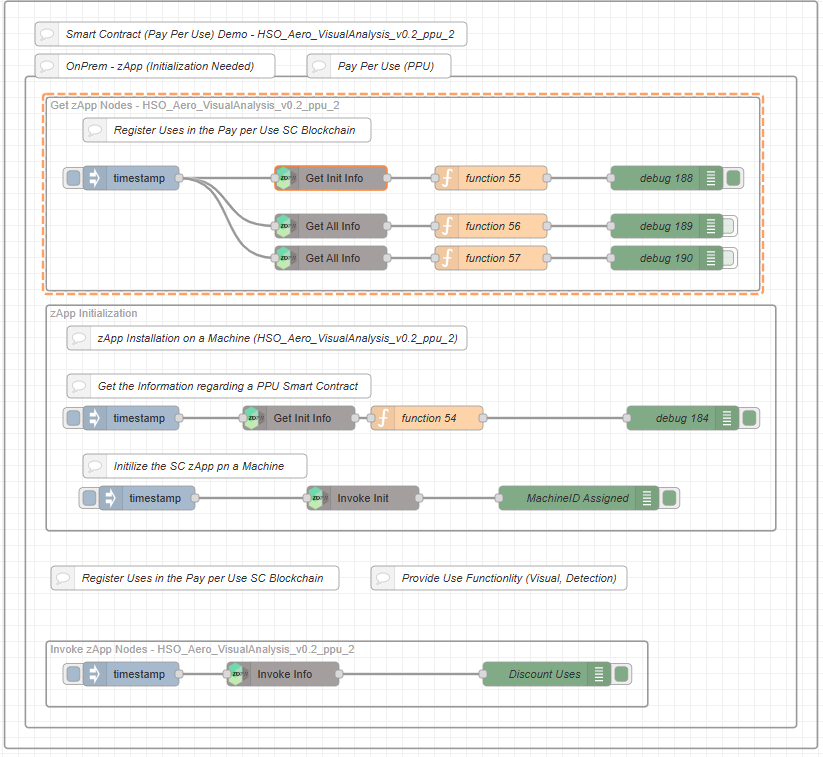 Smart Contract (Pay Per Use) Demo - HSO_Aero_VisualAnalysis_v0.2_ppu_2
OnPrem - zApp (Initialization Needed)
Pay Per Use (PPU)
Get zApp Nodes - HSO_Aero_VisualAnalysis_v0.2_ppu_2
Register Uses in the Pay per Use SC Blockchain
timestamp
Get Init Info
function 55
debug 188
Get All Info
function 56
debug 189
Get All Info
function 57
debug 190
zApp Initialization
zApp Installation on a Machine (HSO_Aero_VisualAnalysis_v0.2_ppu_2)
Get the Information regarding a PPU Smart Contract
timestamp
Get Init Info
function 54
debug 184
Initilize the SC zApp pn a Machine
timestamp
Invoke Init
MachineID Assigned
Register Uses in the Pay per Use SC Blockchain
Provide Use Functionlity (Visual, Detection)
Invoke zApp Nodes - HSO_Aero_VisualAnalysis_v0.2_ppu_2
timestamp
Invoke Info
Discount Uses